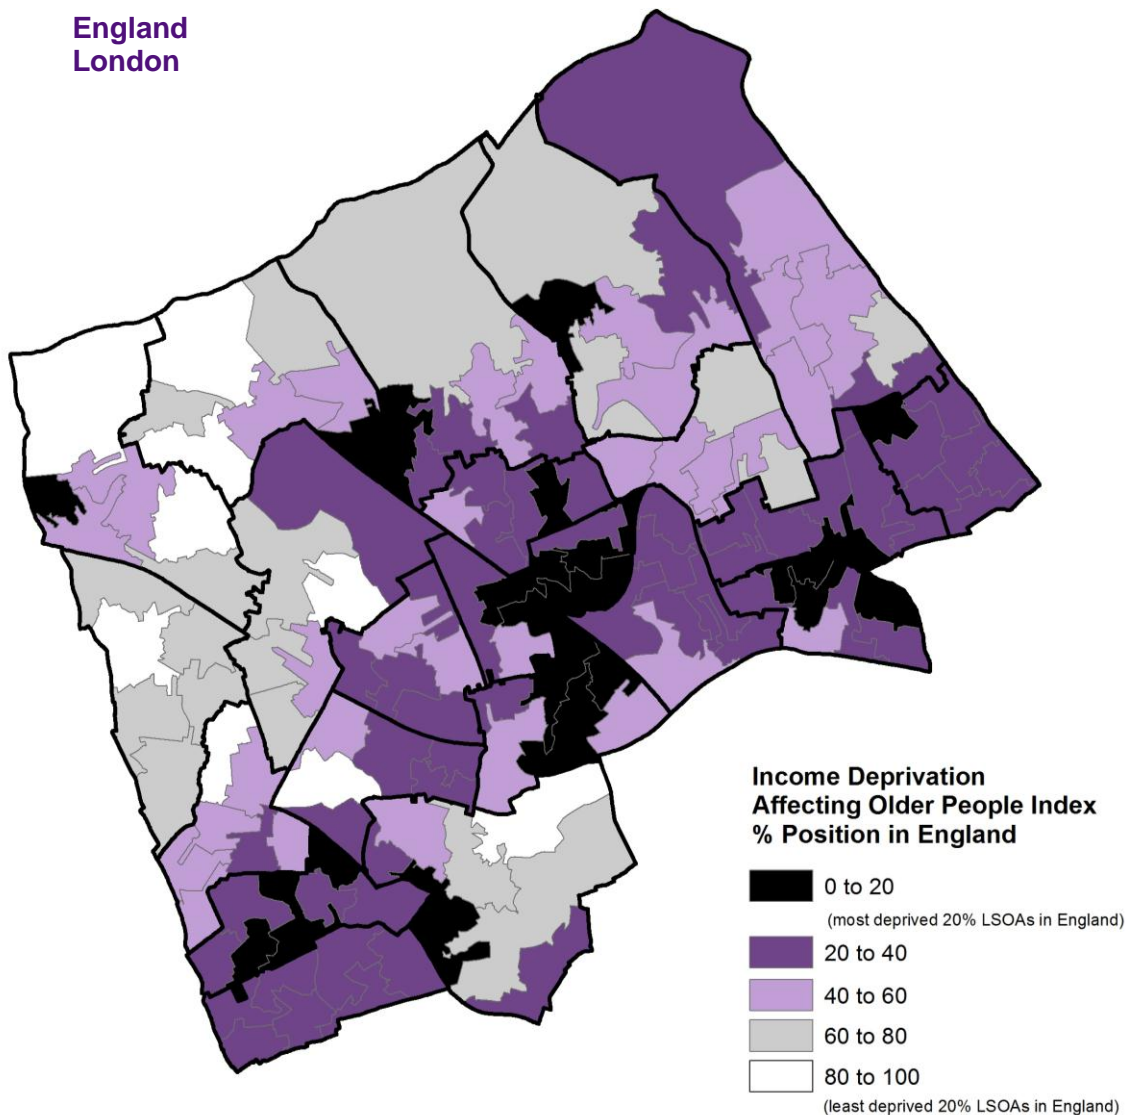 England
London
Income Deprivation
Affecting Older People Index
% Position in England
0 to 20
(most deprived 20% LSOAs in England)
20 to 40
40 to 60
60 to 80
80 to 100
(least deprived 20% LSOAs in England)